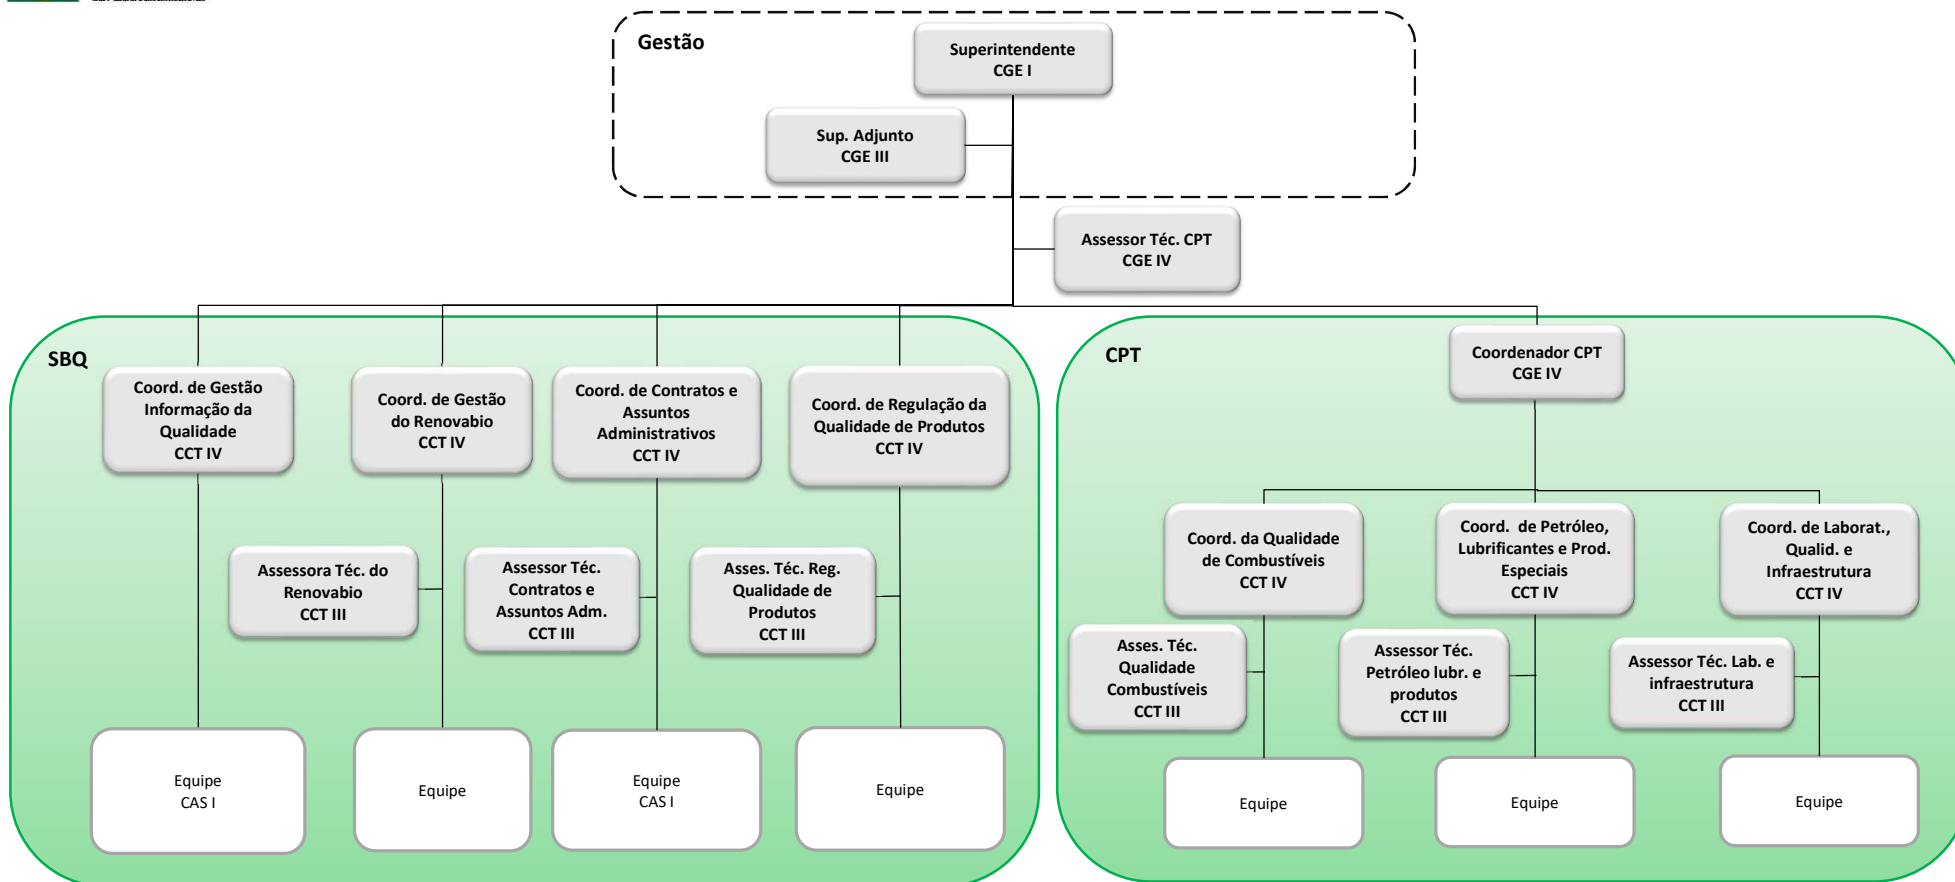 Gestão
Superintendente
CGE I
Sup. Adjunto
CGE III
Assessor Téc. CPT
CGE IV
SBQ
Coord. de Gestão
Informação da
Qualidade
CCT IV
Coord. de Gestão
do Renovabio
CCT IV
Coord. de Contratos e
Assuntos
Administrativos
CCT IV
Coord. de Regulação da
Qualidade de Produtos
CCT IV
Assessora Téc. do
Renovabio
CCT III
Assessor Téc.
Contratos e
Assuntos Adm.
CCT III
Asses. Téc. Reg.
Qualidade de
Produtos
CCT III
Equipe
CAS I
Equipe
Equipe
CAS I
Equipe
CPT
Coordenador CPT
CGE IV
Coord. da Qualidade
de Combustíveis
CCT IV
Coord. de Petróleo,
Lubrificantes e Prod.
Especiais
CCT IV
Coord. de Laborat.,
Qualid. e
Infraestrutura
CCT IV
Asses. Téc.
Qualidade
Combustíveis
CCT III
Assessor Téc.
Petróleo lubr. e
produtos
CCT III
Assessor Téc. Lab. e
infraestrutura
CCT III
Equipe
Equipe
Equipe